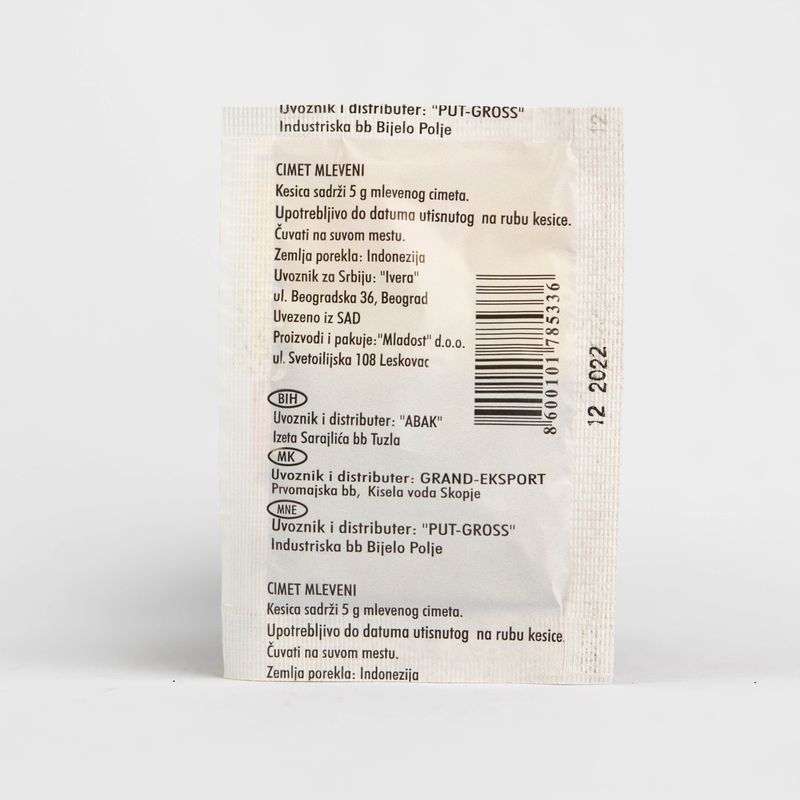 Uvoznik i distributer: "PUT-GROSS"
Industriska bb Bijelo Polje
12
CIMET MLEVENI
Kesica sadrži 5 g mlevenog cimeta.
Upotrebljivo do datuma utisnutog na rubu kesice.
Čuvati na suvom mestu.
Zemlja porekla: Indonezija
Uvoznik za Srbiju: "Ivera"
ul. Beogradska 36, Beograd
Uvezeno iz SAD
Proizvodi i pakuje:"Mladost" d.o.o.
ul. Svetoilijska 108 Leskovac
8600101785336
12 2022
BIH
Uvoznik i distributer: "ABAK"
Izeta Sarajlića bb Tuzla
MK
Uvoznik i distributer: GRAND-EKSPORT
Prvomajska bb, Kisela voda Skopje
MNE
Uvoznik i distributer: "PUT-GROSS"
Industriska bb Bijelo Polje
CIMET MLEVENI
Kesica sadrži 5 g mlevenog cimeta.
Upotrebljivo do datuma utisnutog na rubu kesice.
Čuvati na suvom mestu.
Zemlja porekla: Indonezija